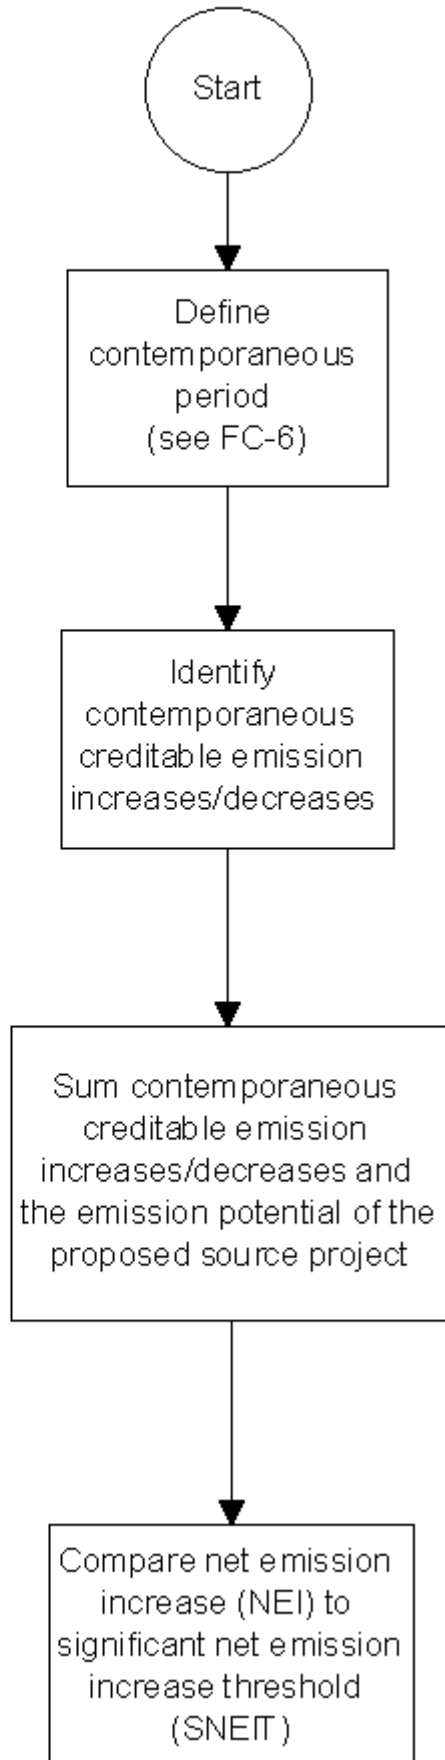 Start
Define
contemporaneous
period
(see FC-6)
Identify
contemporaneous
creditable emission
increases/decreases
Sum contemporaneous
creditable emission
increases/decreases and
the emission potential of the
proposed source project
Compare net emission
increase (NEI) to
significant net emission
increase threshold
(SNEIT)